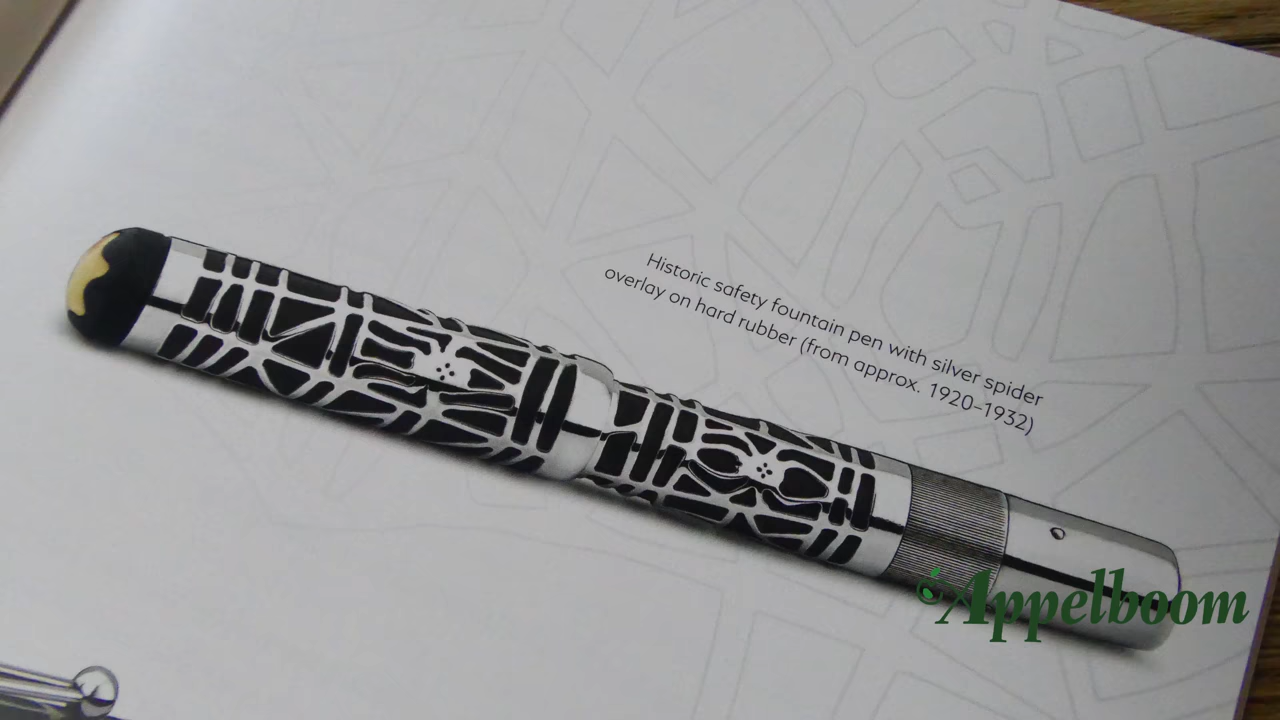 Historic safety fountain pen with silver spider
overlay on hard rubber (from approx. 1920–1932)
Appelboom